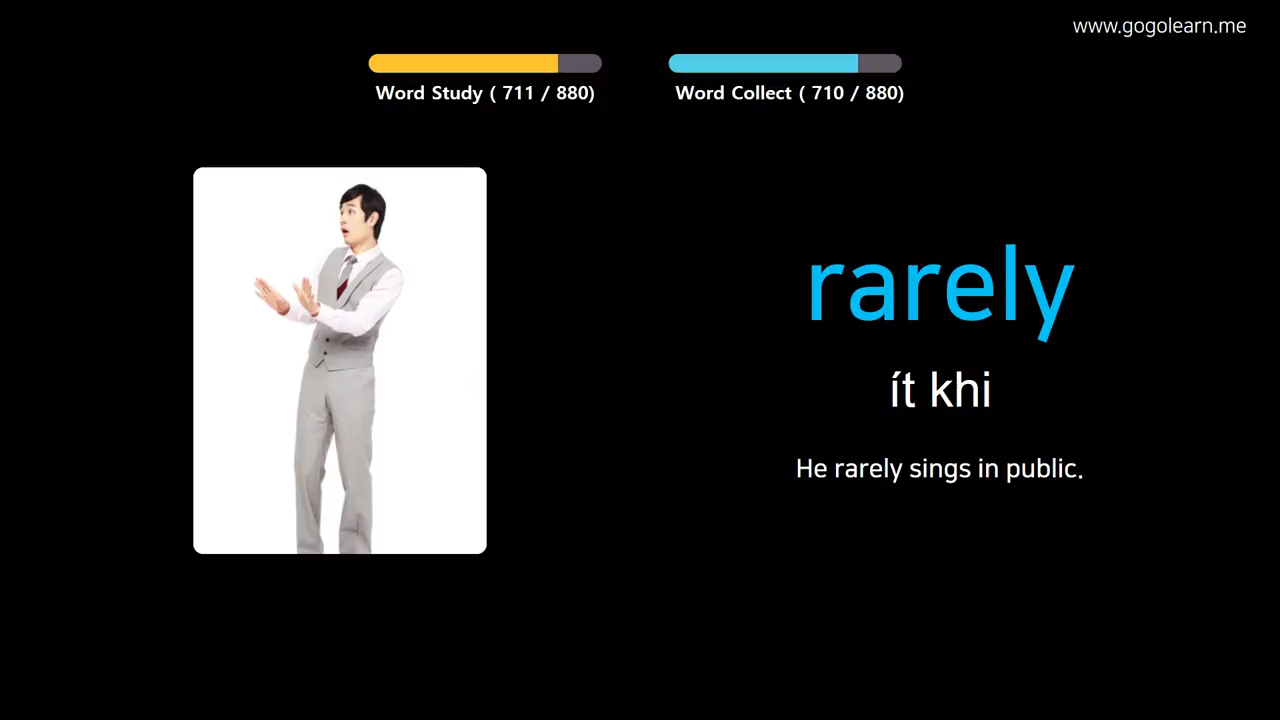 www.gogolearn.me
Word Study ( 711 / 880)
Word Collect ( 710 / 880)
rarely
ít khi
He rarely sings in public.